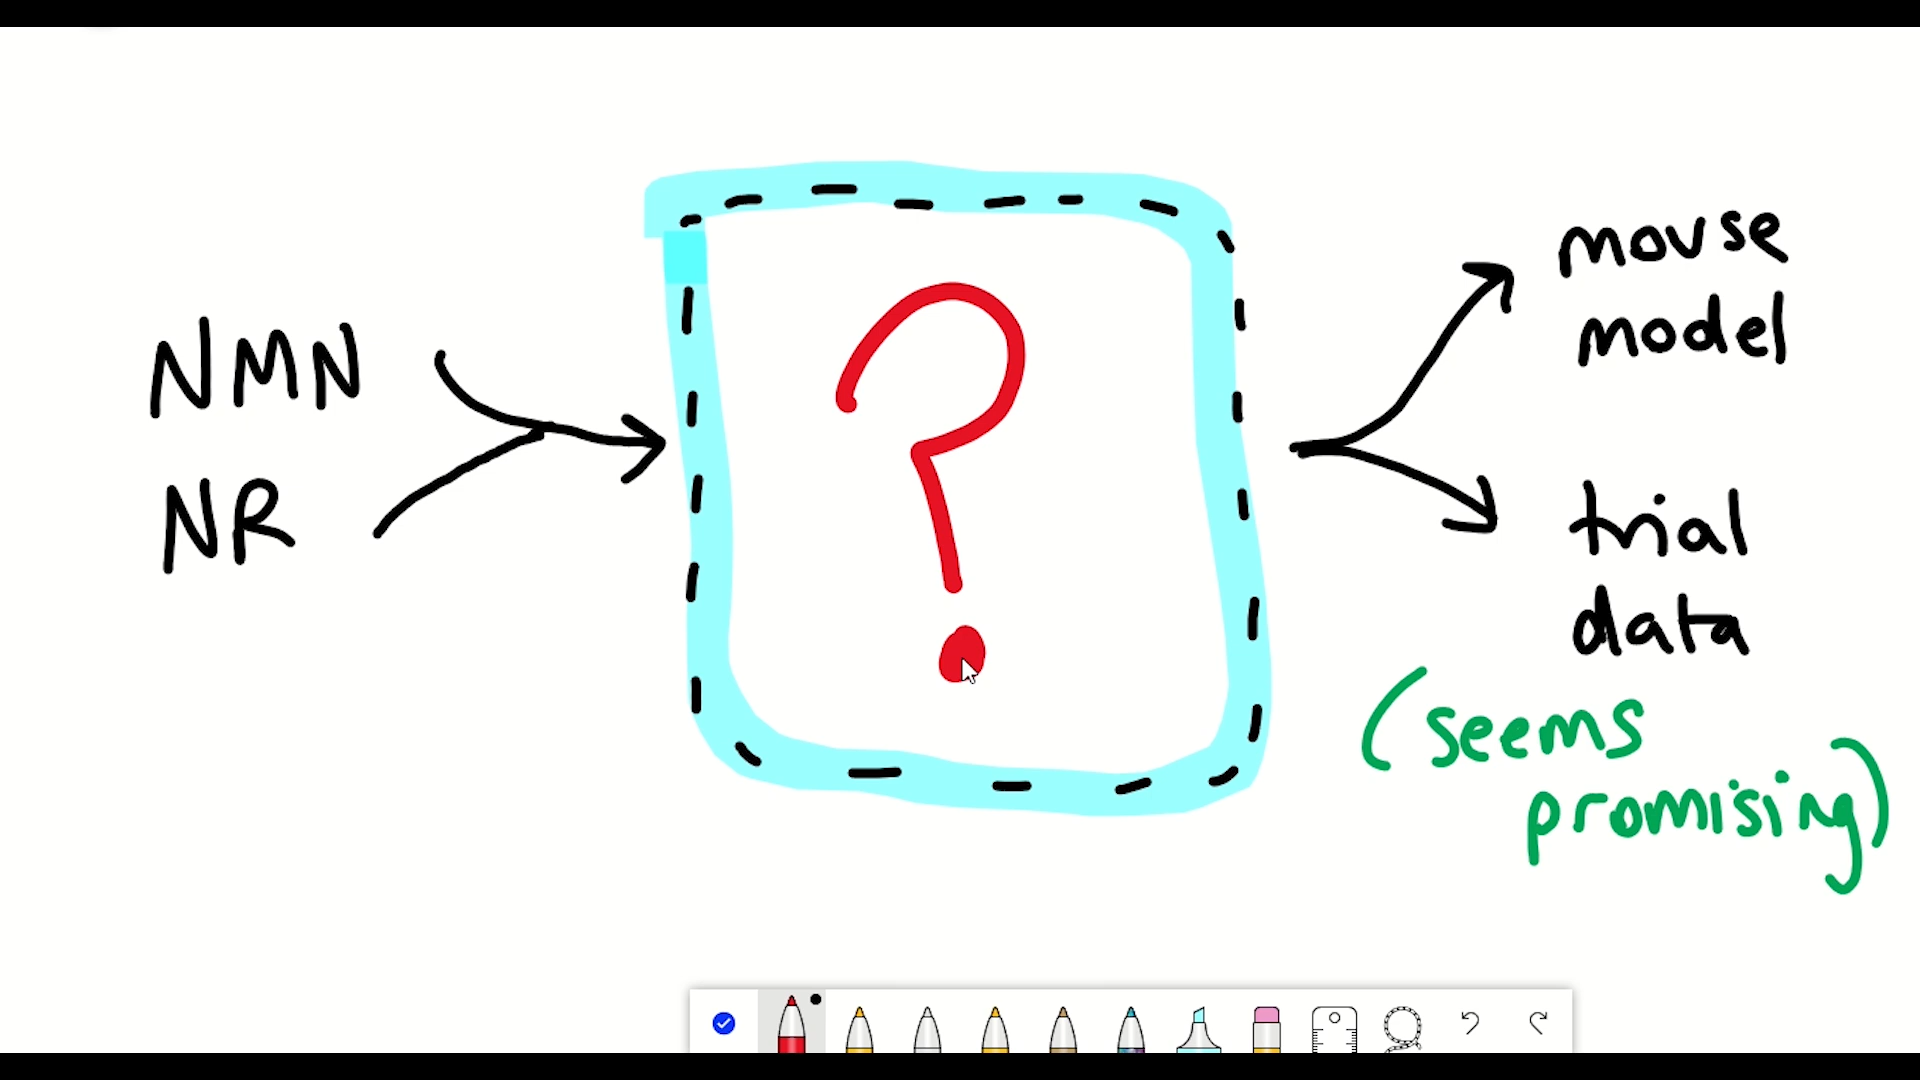 NMN
NR
?
mouse
model
trial
data
(seems
promising)